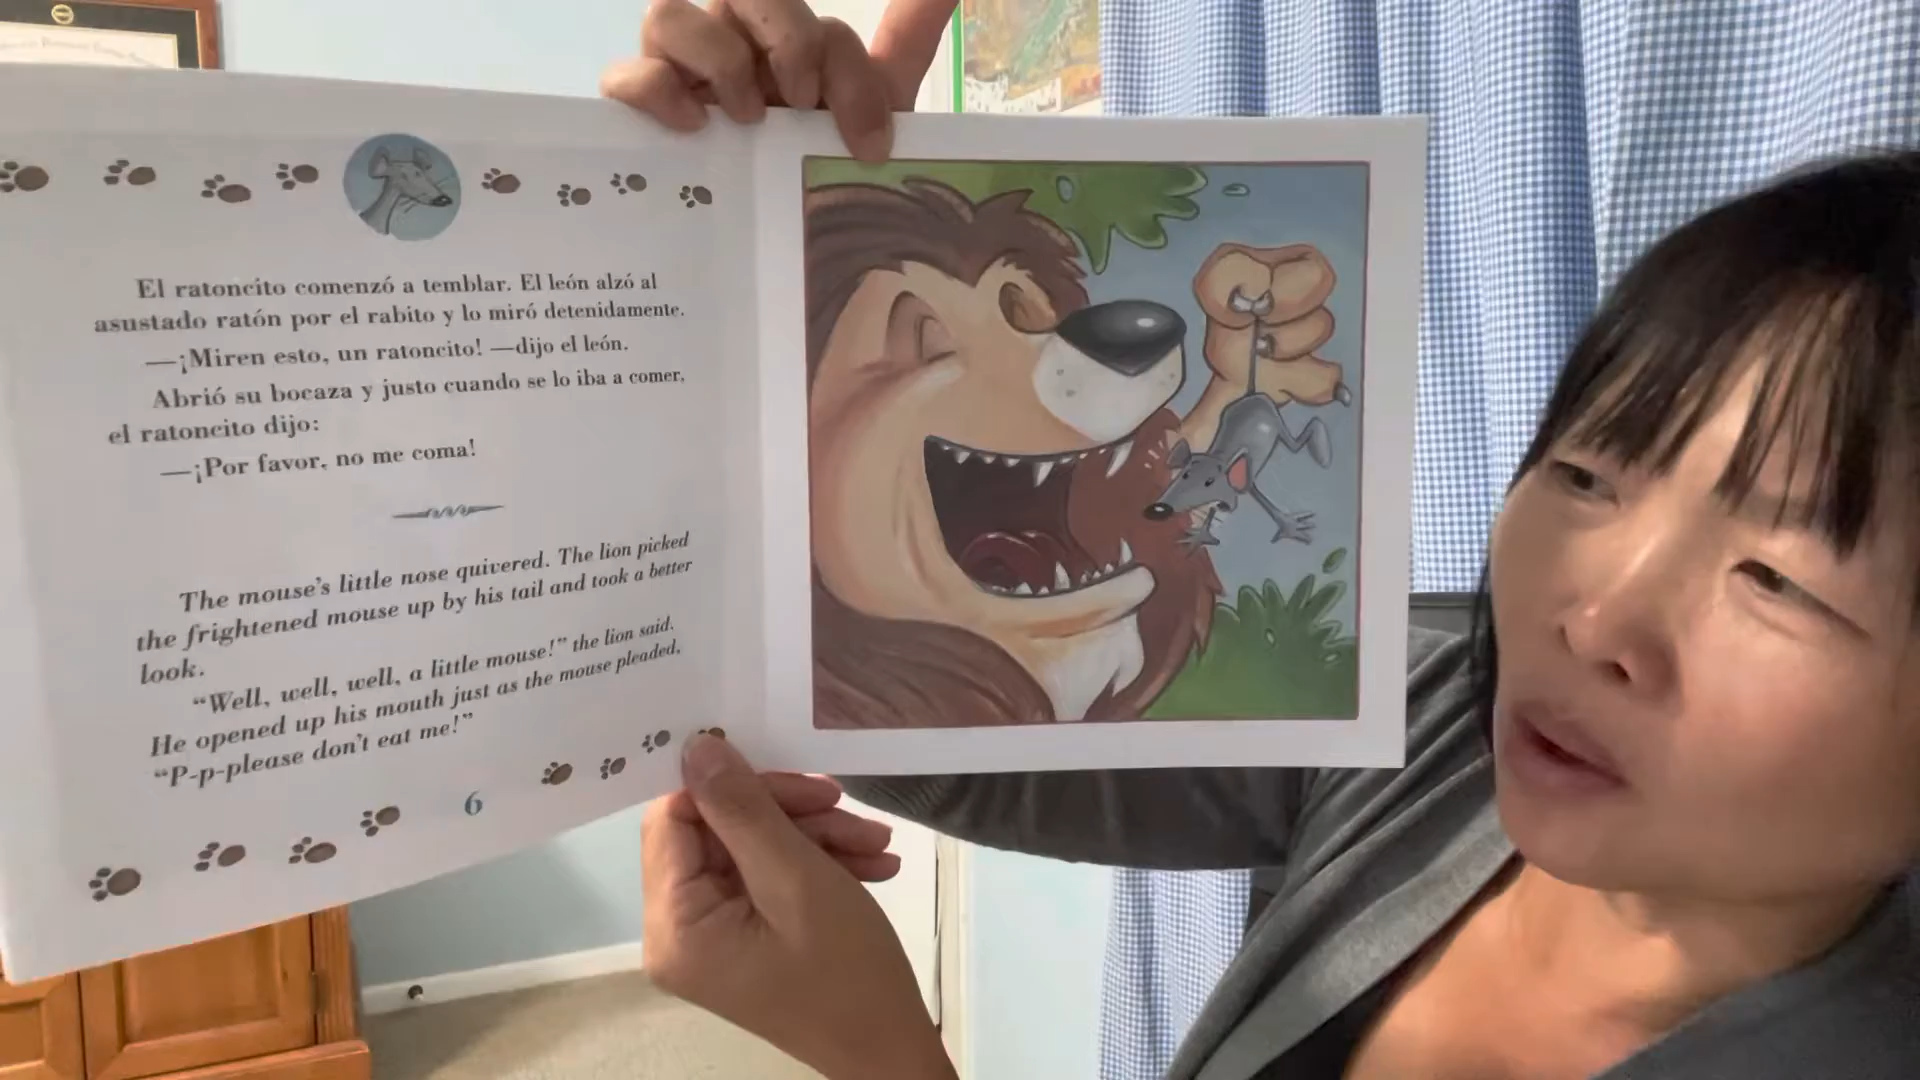 El ratoncito comenzó a temblar. El león alzó al
asustado ratón por el rabito y lo miró detenidamente.
—¡Miren esto, un ratoncito! —dijo el león.
Abrió su bocaza y justo cuando se lo iba a comer,
el ratoncito dijo:
—¡Por favor, no me coma!
The mouse's little nose quivered. The lion picked
the frightened mouse up by his tail and took a better
look.
“Well, well, well, a little mouse!” the lion said.
He opened up his mouth just as the mouse pleaded,
“P-p-please don't eat me!”
6